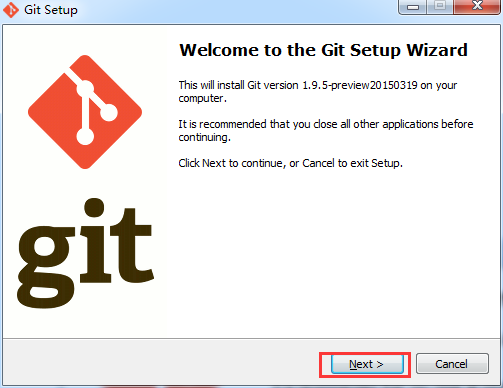 Git Setup
Welcome to the Git Setup Wizard
This will install Git version 1.9.5-preview20150319 on your
computer.
It is recommended that you close all other applications before
continuing.
Click Next to continue, or Cancel to exit Setup.
git
Next >
Cancel